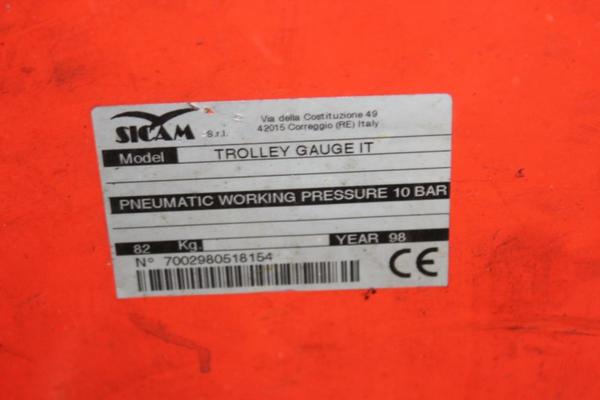 SICAM S.r.l.
Via della Costituzione 49
42015 Correggio (RE) Italy
Model TROLLEY GAUGE IT
PNEUMATIC WORKING PRESSURE 10 BAR
82 Kg. YEAR 98
N° 7002980518154
CE